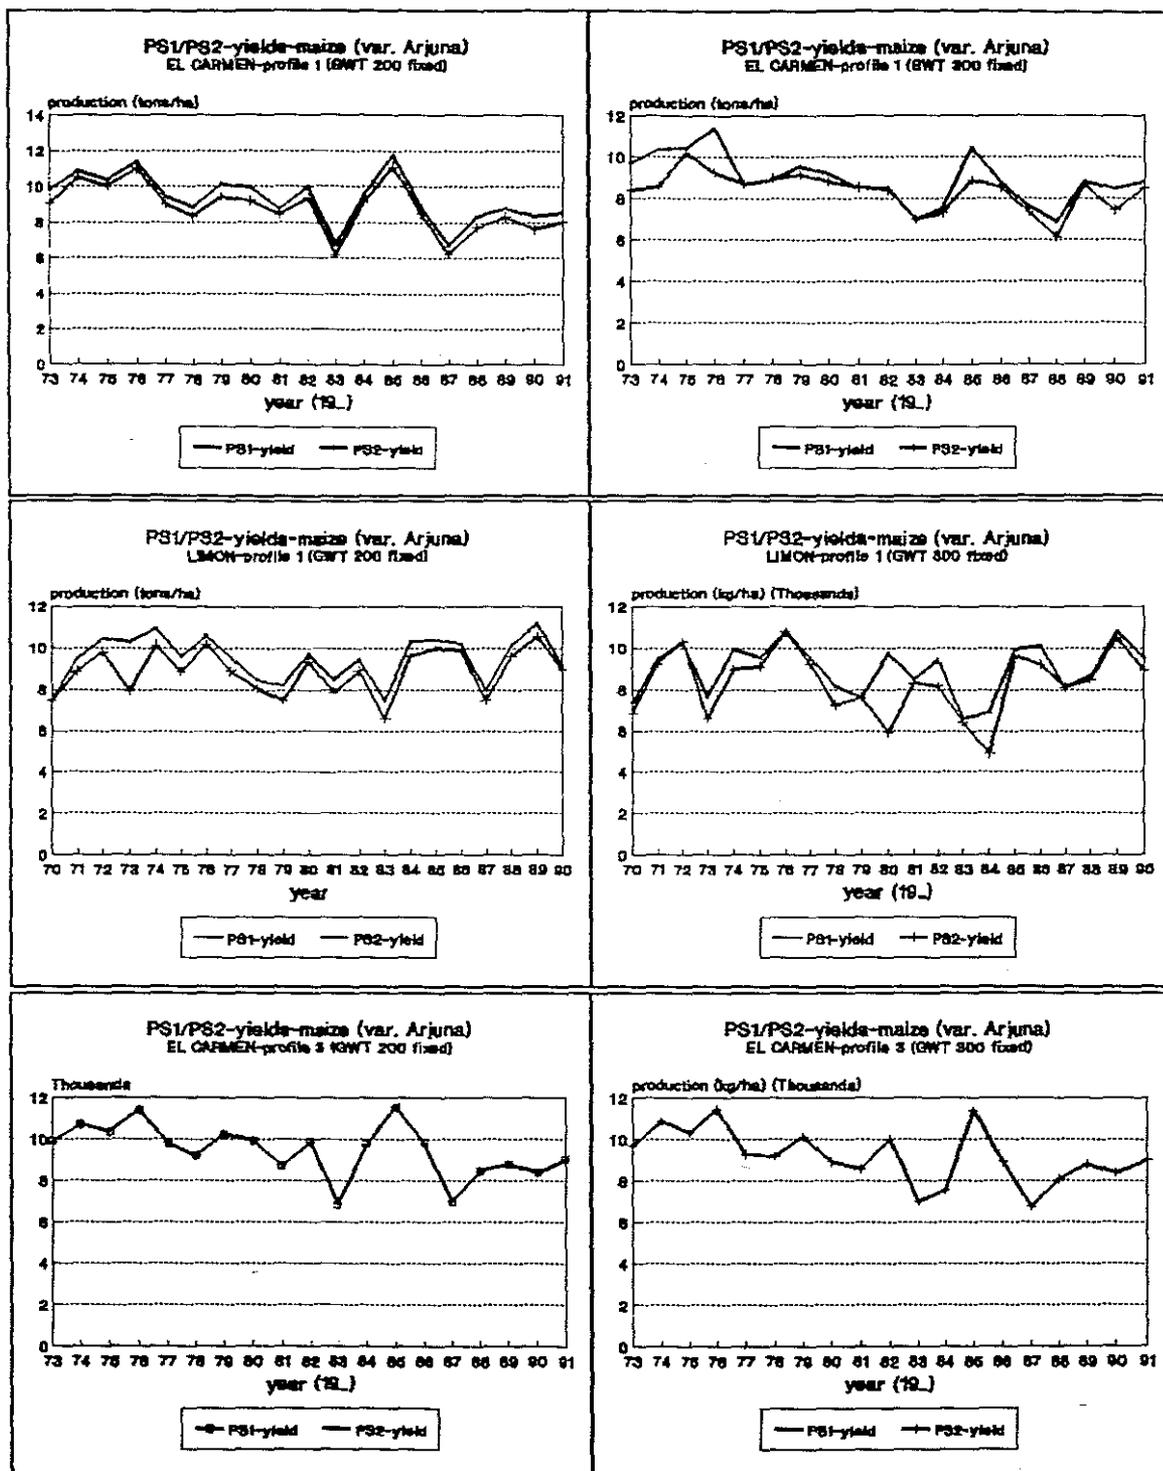 PS1/PS2-yields-maize (var. Arjuna)
EL CARMEN-profile 1 (GWT 200 fixed)
production (tons/ha)
14
12
10
8
6
4
2
0
73 74 75 76 77 78 79 80 81 82 83 84 85 86 87 88 89 90 91
year (19_)
PS1-yield PS2-yield
PS1/PS2-yields-maize (var. Arjuna)
EL CARMEN-profile 1 (GWT 300 fixed)
production (tons/ha)
12
10
8
6
4
2
0
73 74 75 76 77 78 79 80 81 82 83 84 85 86 87 88 89 90 91
year (19_)
PS1-yield PS2-yield
PS1/PS2-yields-maize (var. Arjuna)
LIMON-profile 1 (GWT 200 fixed)
production (tons/ha)
12
10
8
6
4
2
0
70 71 72 73 74 75 76 77 78 79 80 81 82 83 84 85 86 87 88 89 90
year
PS1-yield PS2-yield
PS1/PS2-yields-maize (var. Arjuna)
LIMON-profile 1 (GWT 300 fixed)
production (kg/ha) (Thousands)
12
10
8
6
4
2
0
70 71 72 73 74 75 76 77 78 79 80 81 82 83 84 85 86 87 88 89 90
year (19_)
PS1-yield PS2-yield
PS1/PS2-yields-maize (var. Arjuna)
EL CARMEN-profile 3 (GWT 200 fixed)
Thousands
12
10
8
6
4
2
0
73 74 75 76 77 78 79 80 81 82 83 84 85 86 87 88 89 90 91
year (19_)
PS1-yield PS2-yield
PS1/PS2-yields-maize (var. Arjuna)
EL CARMEN-profile 3 (GWT 300 fixed)
production (kg/ha) (Thousands)
12
10
8
6
4
2
0
73 74 75 76 77 78 79 80 81 82 83 84 85 86 87 88 89 90 91
year (19_)
PS1-yield PS2-yield